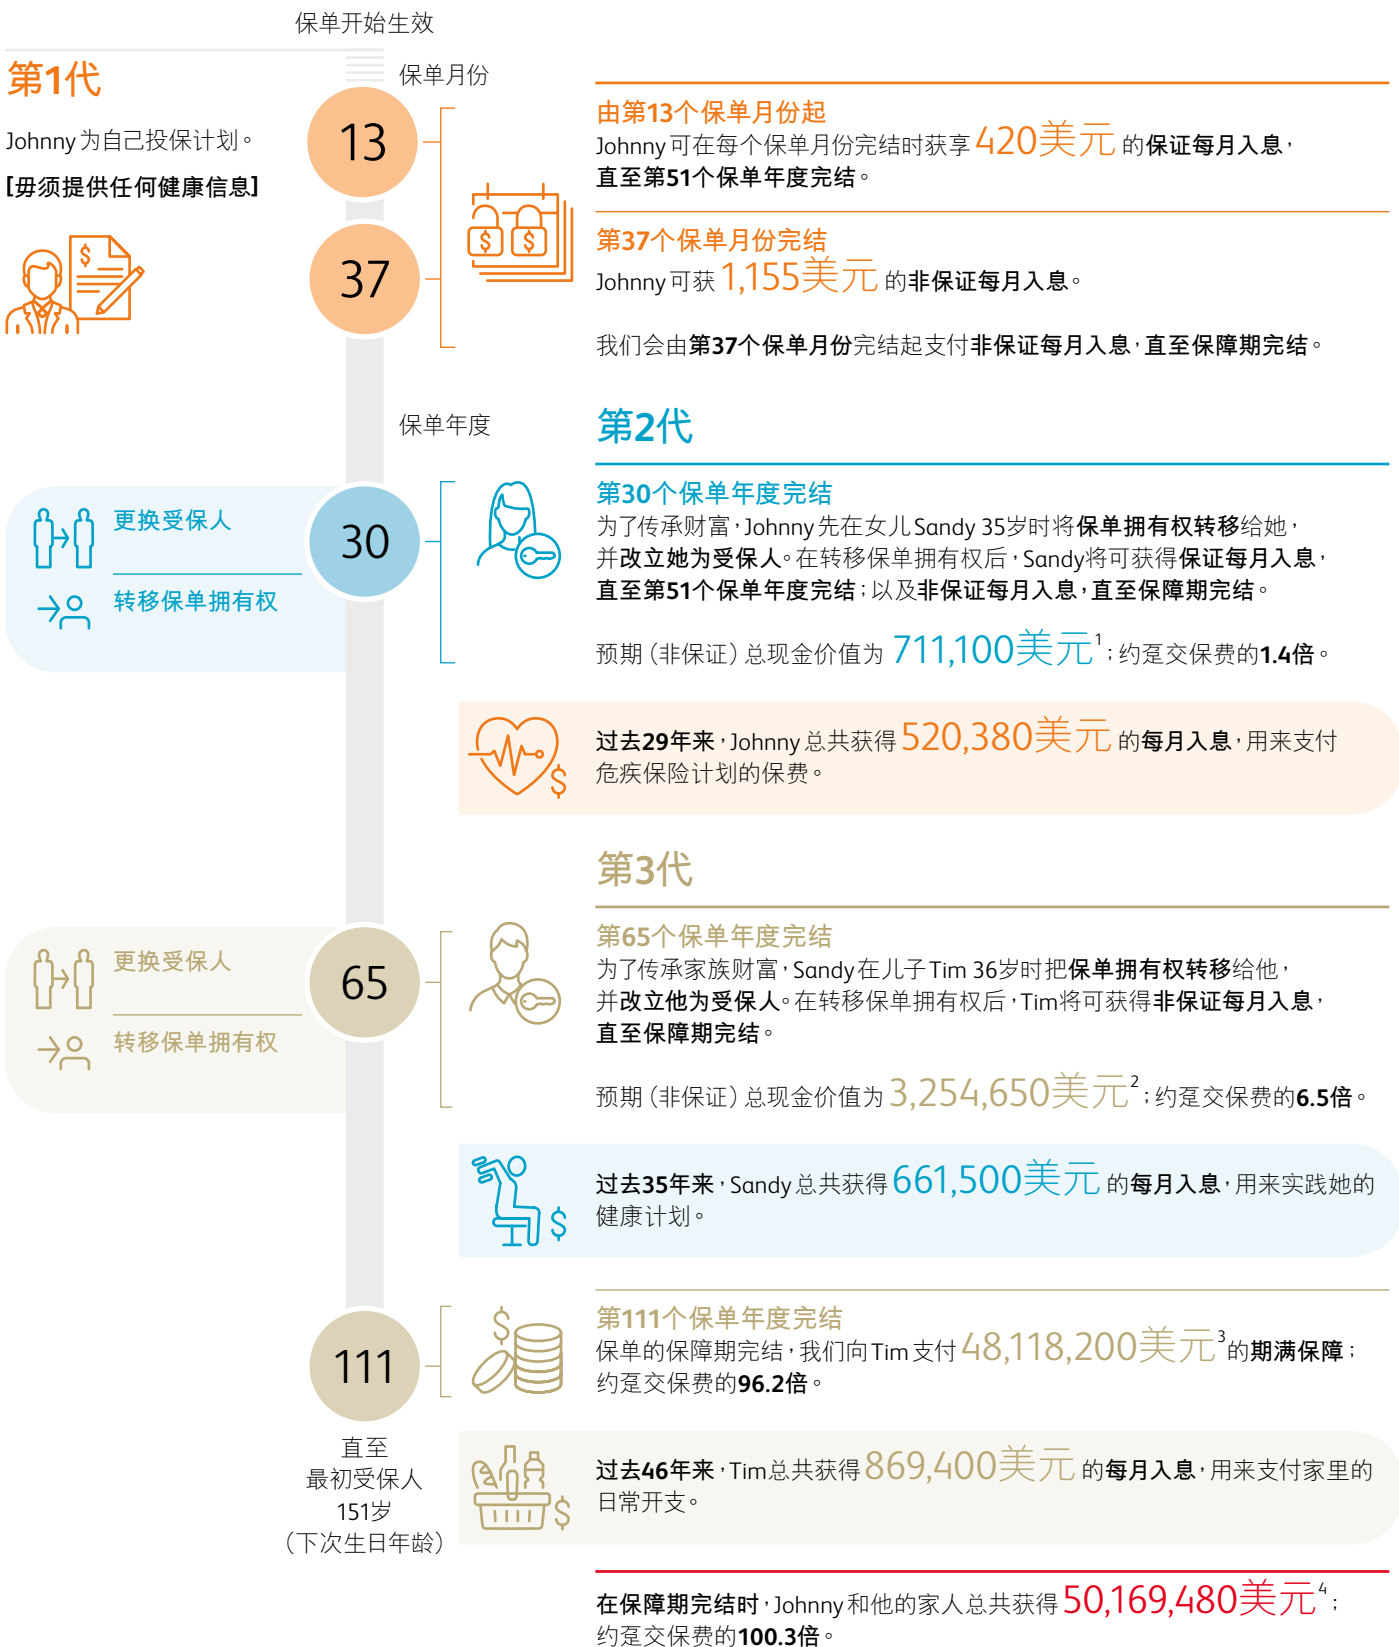 保单开始生效
第1代
Johnny为自己投保计划。
[毋须提供任何健康信息]
保单月份
13
由第13个保单月份起
Johnny可在每个保单月份完结时获享420美元的保证每月入息，
直至第51个保单年度完结。
37
第37个保单月份完结
Johnny可获1,155美元的非保证每月入息。
我们会由第37个保单月份完结起支付非保证每月入息，直至保障期完结。
保单年度
第2代
更换受保人
转移保单拥有权
30
第30个保单年度完结
为了传承财富，Johnny先在女儿Sandy 35岁时将保单拥有权转移给她，
并改立她为受保人。在转移保单拥有权后，Sandy将可获得保证每月入息，
直至第51个保单年度完结；以及非保证每月入息，直至保障期完结。
预期（非保证）总现金价值为 711,100美元1；约趸交保费的1.4倍。
过去29年来，Johnny总共获得520,380美元的每月入息，用来支付
危疾保险计划的保费。
第3代
更换受保人
转移保单拥有权
65
第65个保单年度完结
为了传承家族财富，Sandy在儿子Tim 36岁时把保单拥有权转移给他，
并改立他为受保人。在转移保单拥有权后，Tim将可获得非保证每月入息，
直至保障期完结。
预期（非保证）总现金价值为3,254,650美元2；约趸交保费的6.5倍。
过去35年来，Sandy总共获得661,500美元的每月入息，用来实践她的
健康计划。
111
直至
最初受保人
151岁
（下次生日年龄）
第111个保单年度完结
保单的保障期完结，我们向Tim支付48,118,200美元3的期满保障；
约趸交保费的96.2倍。
过去46年来，Tim总共获得869,400美元的每月入息，用来支付家里的
日常开支。
在保障期完结时，Johnny和他的家人总共获得50,169,480美元4；
约趸交保费的100.3倍。